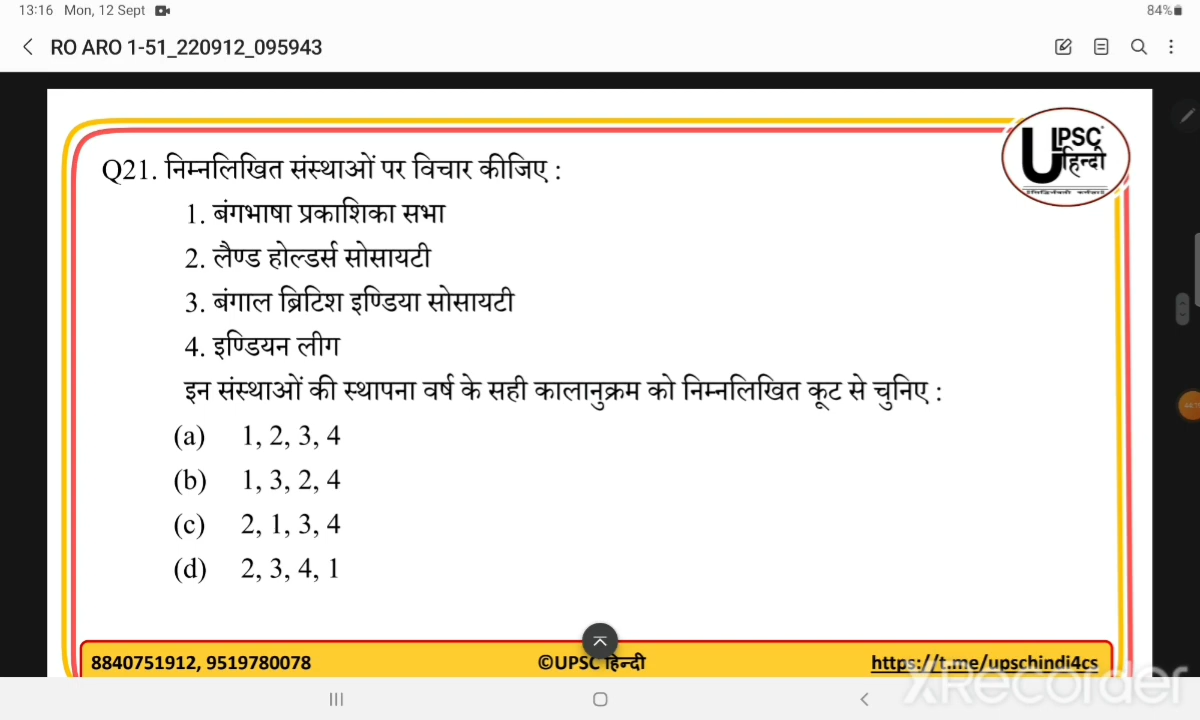 13:16 Mon, 12 Sept
84%
RO ARO 1-51_220912_095943
UPSC
हिन्दी
Q21. निम्नलिखित संस्थाओं पर विचार कीजिए :
1. बंगभाषा प्रकाशिका सभा
2. लैण्ड होल्डर्स सोसायटी
3. बंगाल ब्रिटिश इण्डिया सोसायटी
4. इण्डियन लीग
इन संस्थाओं की स्थापना वर्ष के सही कालानुक्रम को निम्नलिखित कूट से चुनिए :
(a) 1, 2, 3, 4
(b) 1, 3, 2, 4
(c) 2, 1, 3, 4
(d) 2, 3, 4, 1
8840751912, 9519780078 ©UPSC हिन्दी https://t.me/upschindi4cs
XRecorder